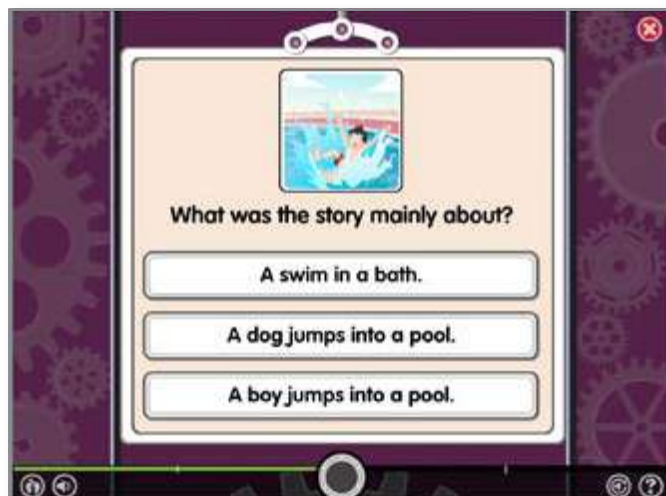 What was the story mainly about?
A swim in a bath.
A dog jumps into a pool.
A boy jumps into a pool.
?